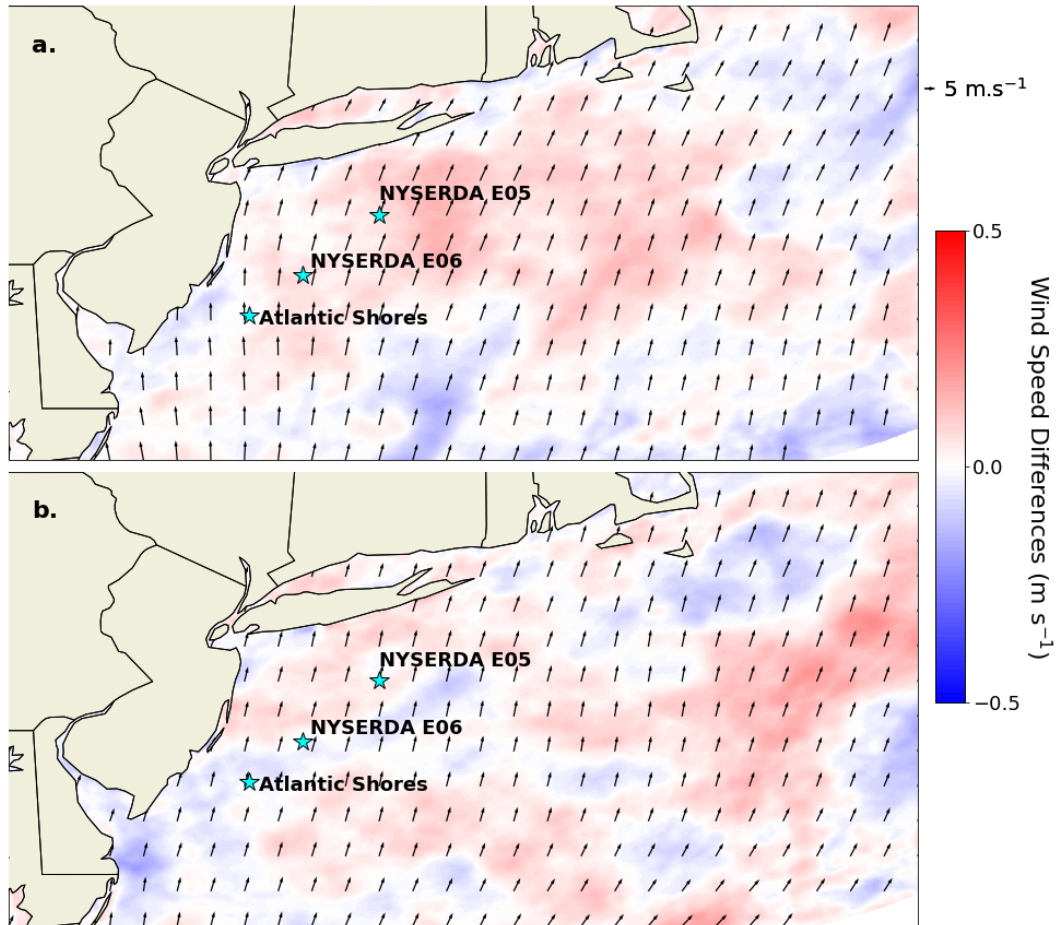 a.
5 m.s⁻¹
NYSERDA E05
NYSERDA E06
Atlantic Shores
0.5
0.0
−0.5
Wind Speed Differences (m s⁻¹)
b.
NYSERDA E05
NYSERDA E06
Atlantic Shores